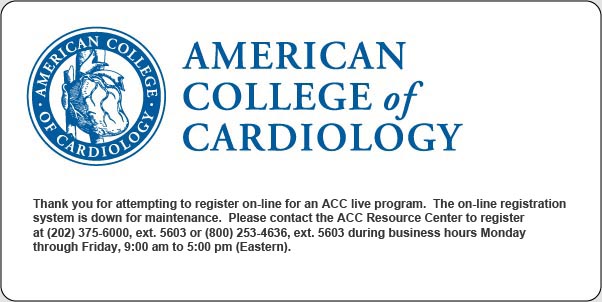 AMERICAN COLLEGE
OF CARDIOLOGY
AMERICAN
COLLEGE of
CARDIOLOGY
Thank you for attempting to register on-line for an ACC live program.  The on-line registration
system is down for maintenance.  Please contact the ACC Resource Center to register
at (202) 375-6000, ext. 5603 or (800) 253-4636, ext. 5603 during business hours Monday
through Friday, 9:00 am to 5:00 pm (Eastern).